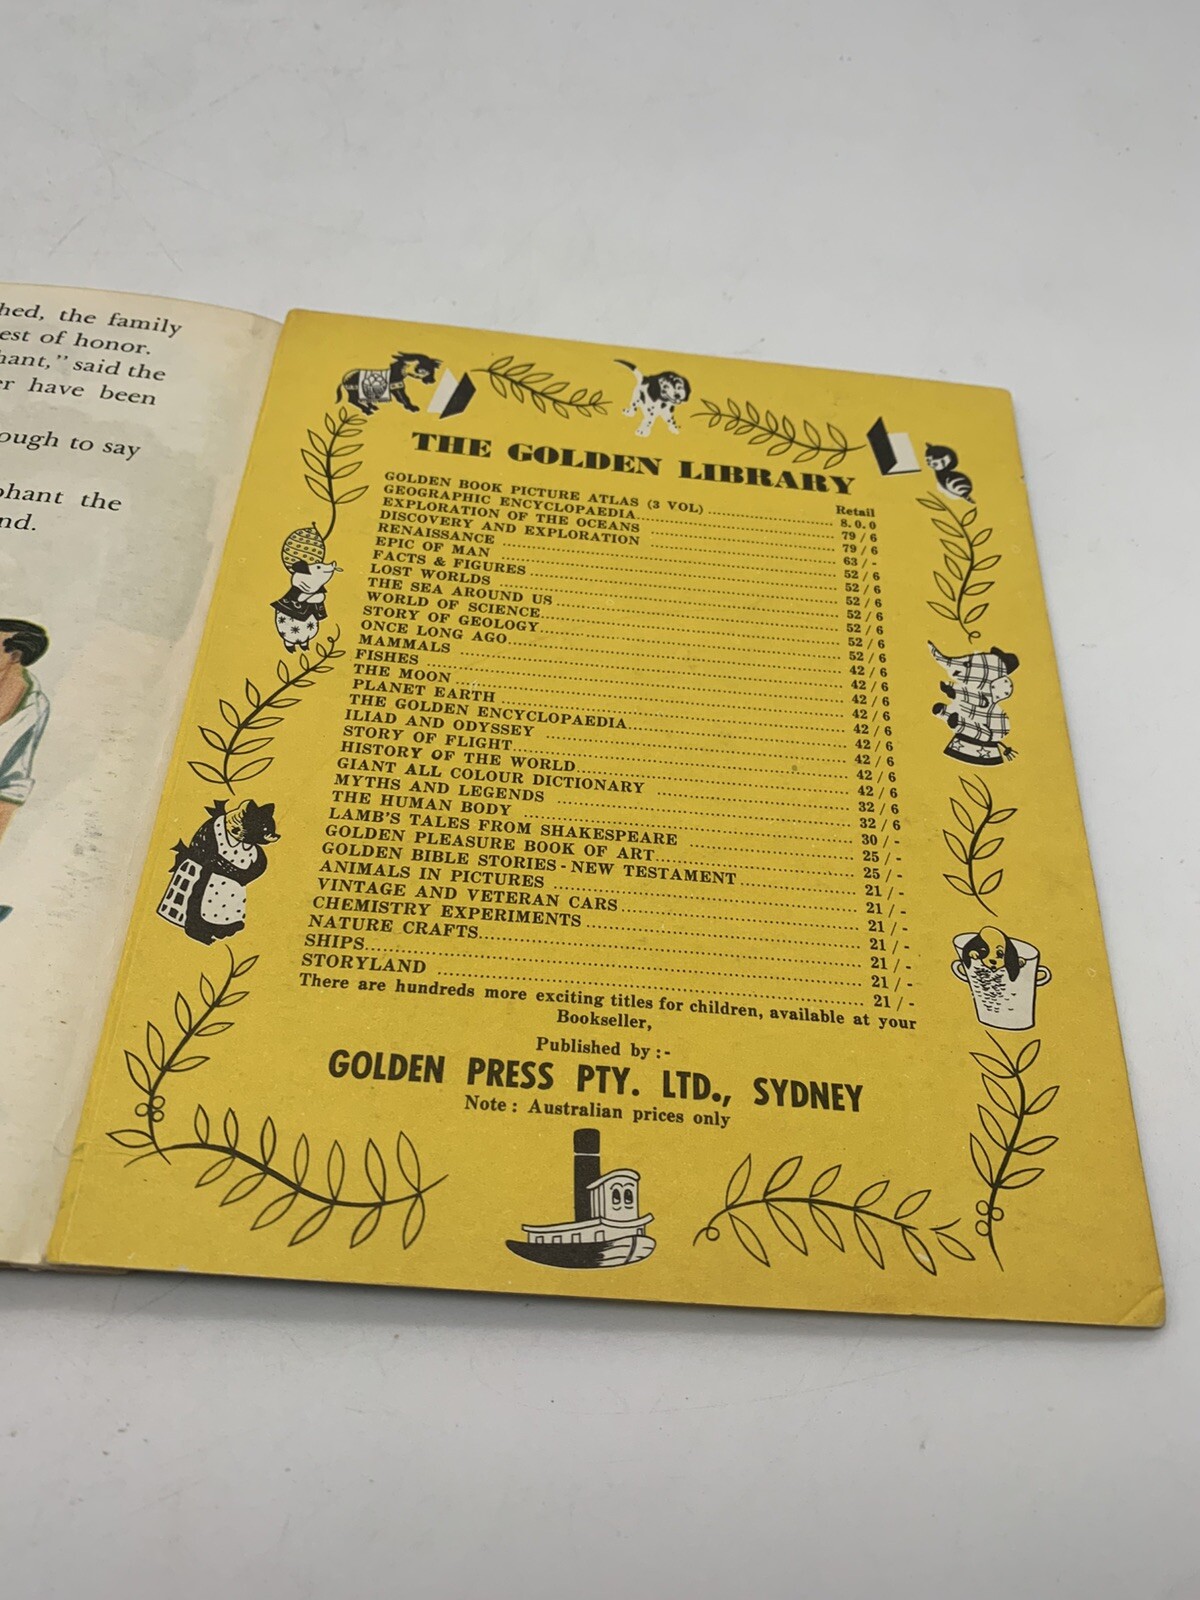 hed, the family
est of honor.
hant," said the
er have been
ough to say
phant the
nd.
THE GOLDEN LIBRARY
Retail
GOLDEN BOOK PICTURE ATLAS (3 VOL) 8.0.0
GEOGRAPHIC ENCYCLOPAEDIA 79/6
EXPLORATION OF THE OCEANS 79/6
DISCOVERY AND EXPLORATION 63/-
RENAISSANCE 52/6
EPIC OF MAN 52/6
FACTS & FIGURES 52/6
LOST WORLDS 52/6
THE SEA AROUND US 52/6
WORLD OF SCIENCE 52/6
STORY OF GEOLOGY 52/6
ONCE LONG AGO 42/6
MAMMALS 42/6
FISHES 42/6
THE MOON 42/6
PLANET EARTH 42/6
THE GOLDEN ENCYCLOPAEDIA 42/6
ILIAD AND ODYSSEY 42/6
STORY OF FLIGHT 42/6
HISTORY OF THE WORLD 42/6
GIANT ALL COLOUR DICTIONARY 32/6
MYTHS AND LEGENDS 32/6
THE HUMAN BODY 30/-
LAMB'S TALES FROM SHAKESPEARE 25/-
GOLDEN PLEASURE BOOK OF ART 25/-
GOLDEN BIBLE STORIES - NEW TESTAMENT 21/-
ANIMALS IN PICTURES 21/-
VINTAGE AND VETERAN CARS 21/-
CHEMISTRY EXPERIMENTS 21/-
NATURE CRAFTS 21/-
SHIPS 21/-
STORYLAND 21/-
There are hundreds more exciting titles for children, available at your
Bookseller,
Published by :-
GOLDEN PRESS PTY. LTD., SYDNEY
Note : Australian prices only